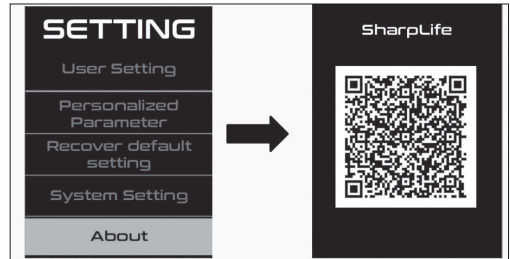 SETTING
User Setting
Personalized
Parameter
Recover default
setting
System Setting
About
SharpLife